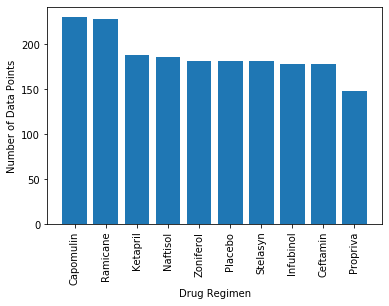 Number of Data Points
200
150
100
50
0
Capomulin
Ramicane
Ketapril
Naftisol
Zoniferol
Placebo
Stelasyn
Infubinol
Ceftamin
Propriva
Drug Regimen